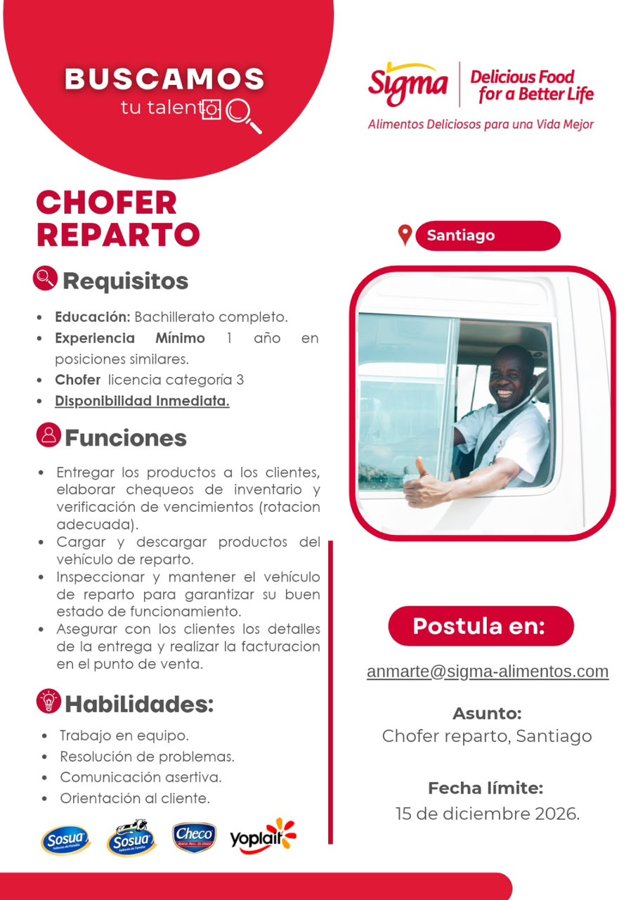 BUSCAMOS
tu talento
Sigma
Delicious Food
for a Better Life
Alimentos Deliciosos para una Vida Mejor
CHOFER
REPARTO
Santiago
Requisitos
• Educación: Bachillerato completo.
• Experiencia Mínimo 1 año en
posiciones similares.
• Chofer licencia categoría 3
• Disponibilidad Inmediata.
Funciones
• Entregar los productos a los clientes,
elaborar chequeos de inventario y
verificación de vencimientos (rotacion
adecuada).
• Cargar y descargar productos del
vehículo de reparto.
• Inspeccionar y mantener el vehículo
de reparto para garantizar su buen
estado de funcionamiento.
• Asegurar con los clientes los detalles
de la entrega y realizar la facturacion
en el punto de venta.
Habilidades:
• Trabajo en equipo.
• Resolución de problemas.
• Comunicación asertiva.
• Orientación al cliente.
Postula en:
anmarte@sigma-alimentos.com
Asunto:
Chofer reparto, Santiago
Fecha límite:
15 de diciembre 2026.
Sosua
Sosua
Checo
yoplait